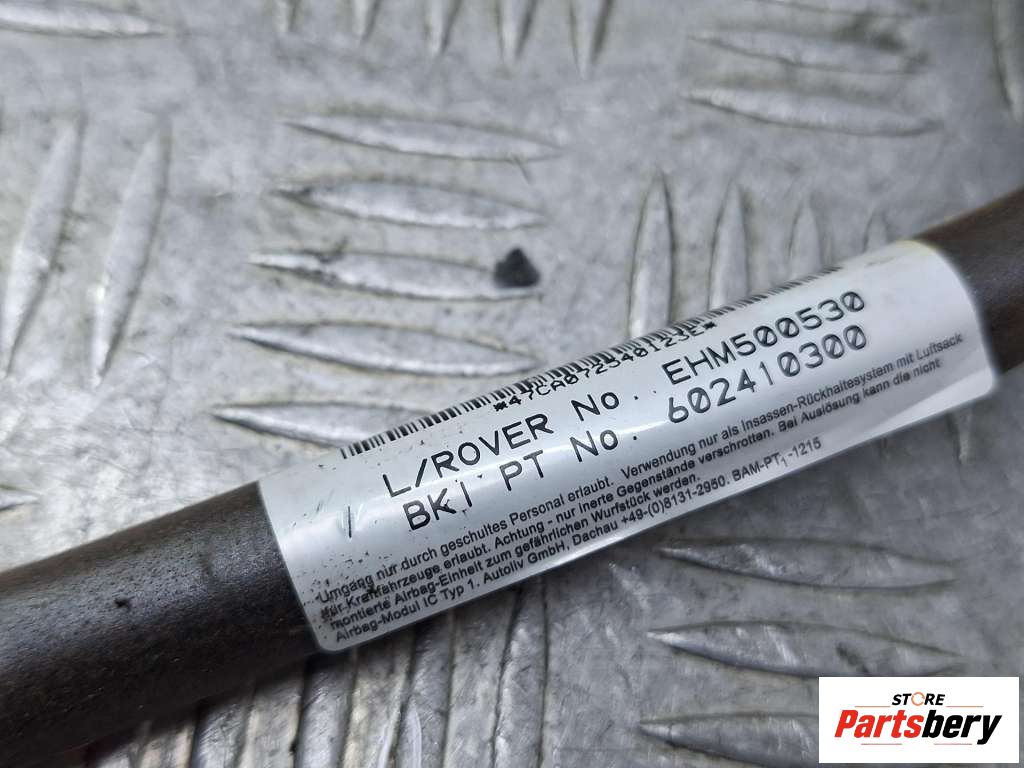 *47CA072340123E*
L/ROVER No. EHM500530
BKI PT No. 602410300
Umgang nur durch geschultes Personal erlaubt. Verwendung nur als Insassen-Rückhaltesystem mit Luftsack
für Kraftfahrzeuge erlaubt. Achtung - nur inerte Gegenstände verschrotten. Bei Auslösung kann die nicht
montierte Airbag-Einheit zum gefährlichen Wurfstück werden.
Airbag-Modul IC Typ 1. Autoliv GmbH, Dachau +49-(0)8131-2950. BAM-PT₁-1215
STORE
Partsbery